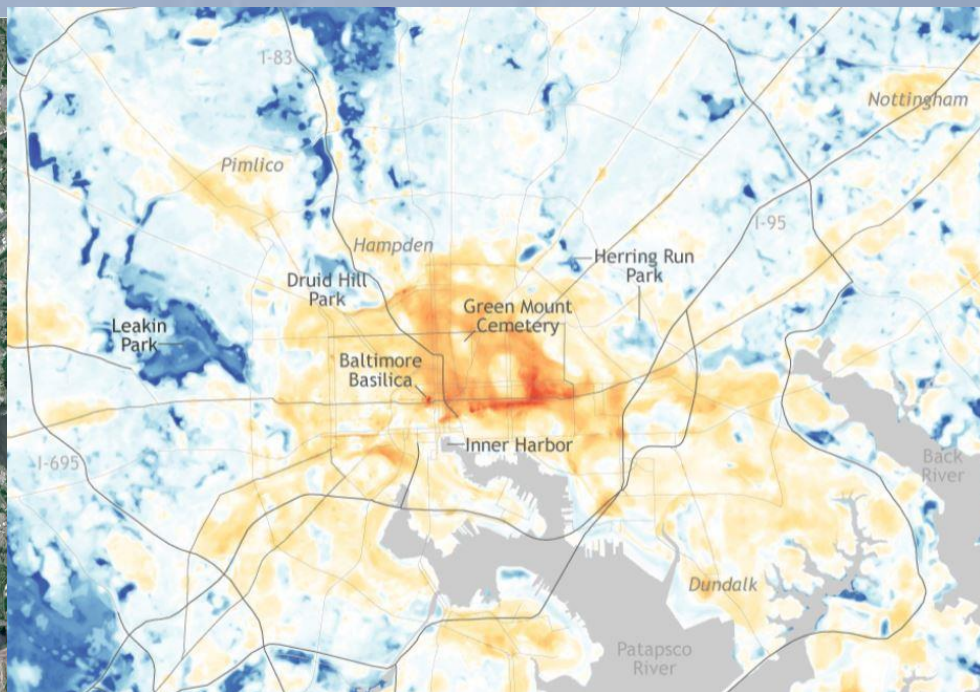 I-83
Nottingham
Pimlico
I-95
Hampden
Herring Run
Park
Druid Hill
Park
Green Mount
Cemetery
Leakin
Park
Baltimore
Basilica
Inner Harbor
I-695
Back
River
Dundalk
Patapsco
River